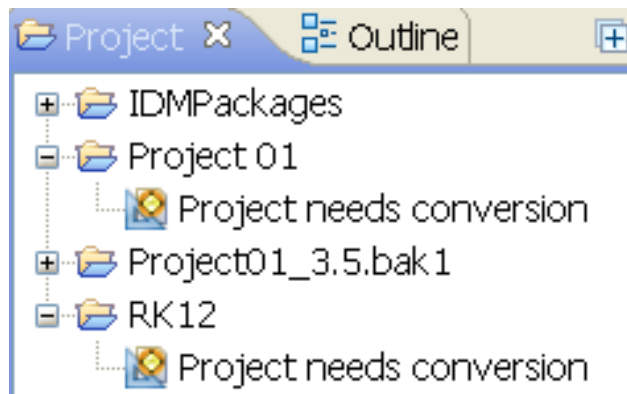 Project Outline
IDMPackages
Project 01
Project needs conversion
Project01_3.5.bak1
RK12
Project needs conversion